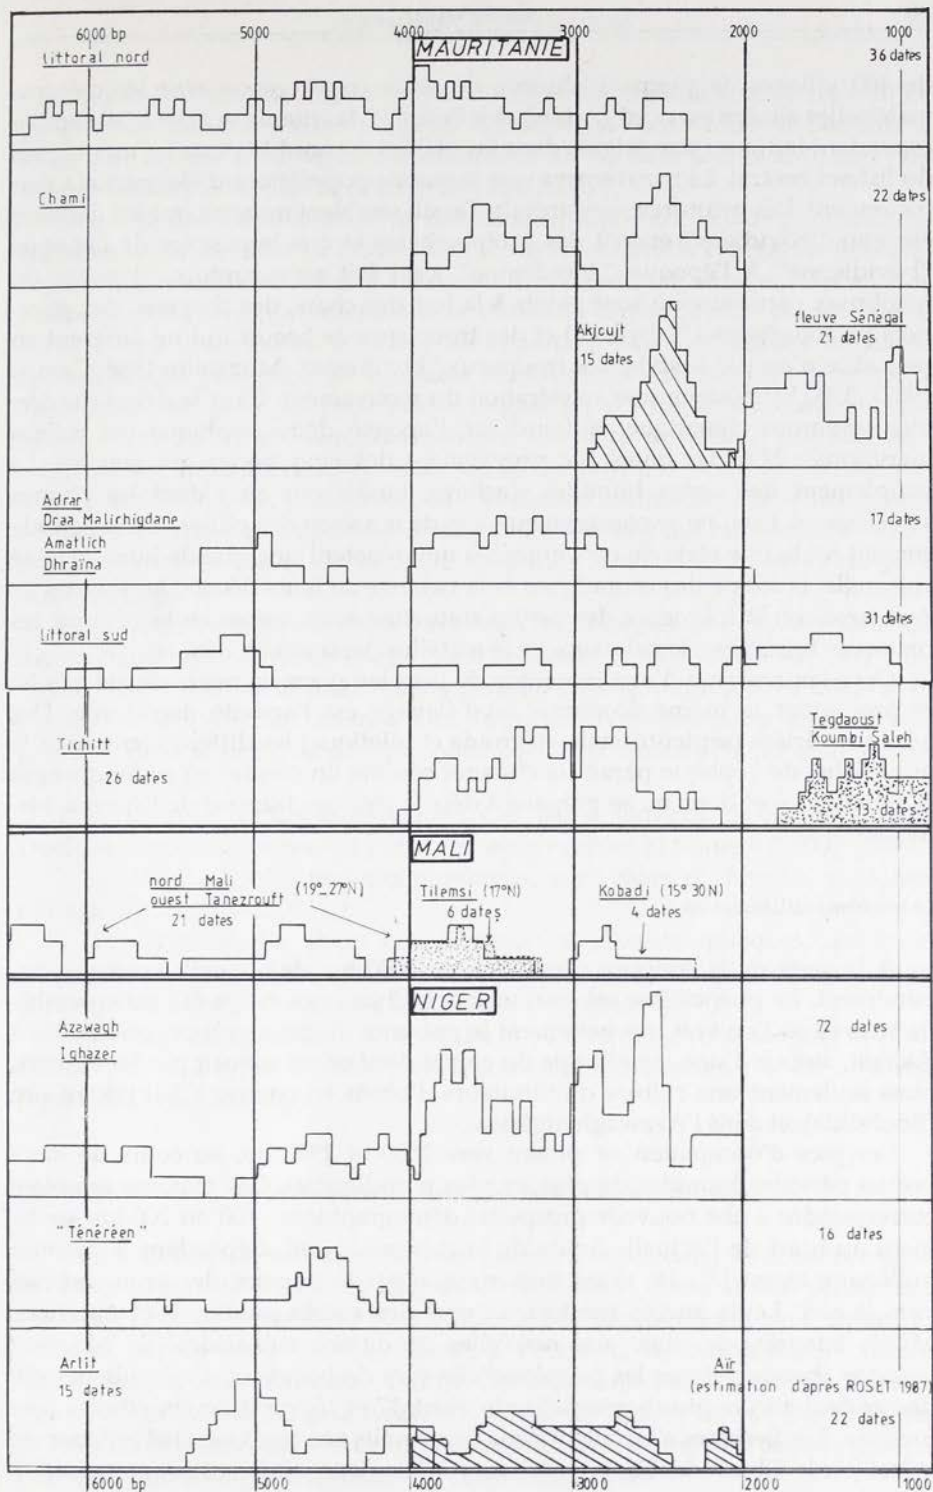 6000 bp 5000 4000 3000 2000 1000
littoral nord
MAURITANIE
36 dates
Chami
22 dates
Akjoujt
15 dates
fleuve Sénégal
21 dates
Adrar
Draa Malichigdane
Amatlich
Dhraïna
17 dates
littoral sud
31 dates
Tichitt
26 dates
Tegdaoust
Koumbi Saleh
13 dates
MALI
nord Mali
ouest Tanezrouft
21 dates
(19°_27°N)
Tilemsi (17°N)
6 dates
Kobadi (15°30N)
4 dates
NIGER
Azawagh
Ighazer
72 dates
Ténéréen
16 dates
Arlit
15 dates
Aïr
(estimation d'après ROSET 1987)
22 dates
6000 bp 5000 4000 3000 2000 1000